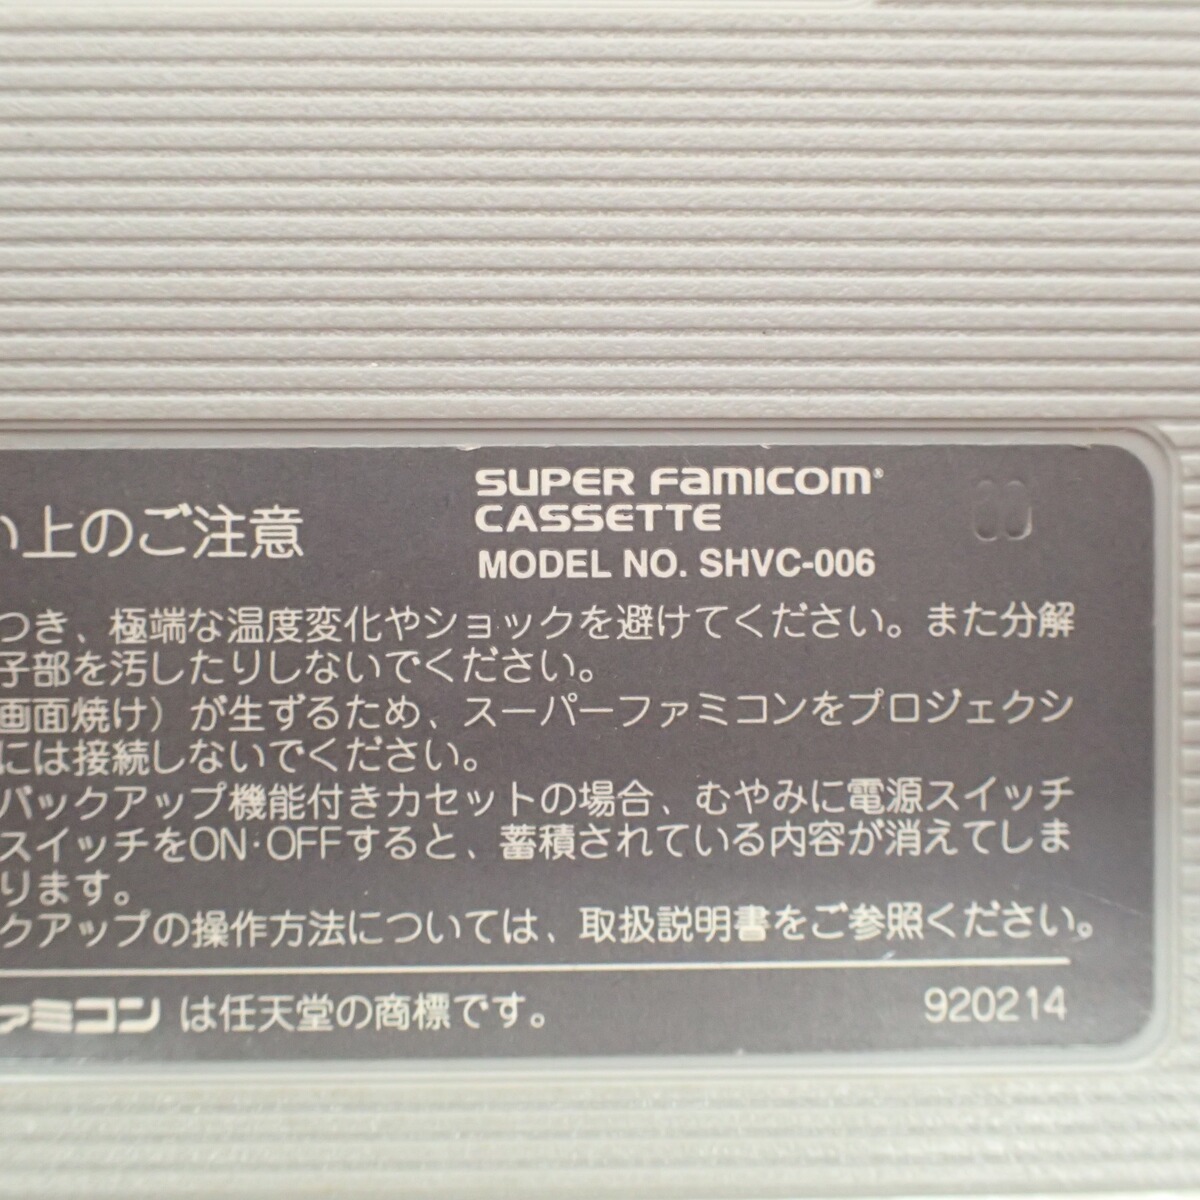 い上のご注意
SUPER FAMICOM®
CASSETTE
MODEL NO. SHVC-006
つき、極端な温度変化やショックを避けてください。また分解
子部を汚したりしないでください。
画面焼け）が生ずるため、スーパーファミコンをプロジェクシ
には接続しないでください。
バックアップ機能付きカセットの場合、むやみに電源スイッチ
スイッチをON・OFFすると、蓄積されている内容が消えてしま
ります。
クアップの操作方法については、取扱説明書をご参照ください。
ァミコン は任天堂の商標です。
920214